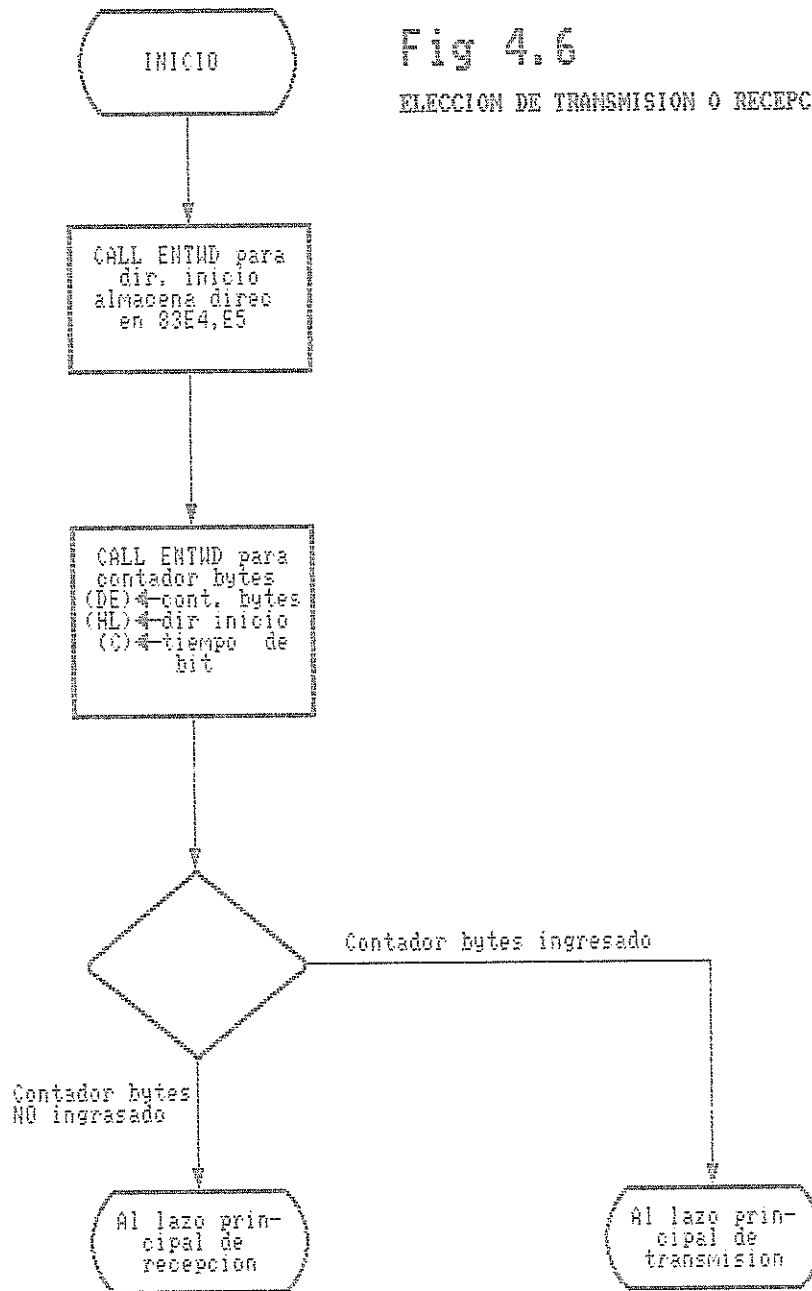 Fig 4.6
ELECCION DE TRANSMISION O RECEPC
INICIO
CALL ENTWD para
dir. inicio
almacena direc
en 83E4,E5
CALL ENTWD para
contador bytes
(DE)←cont. bytes
(HL)←dir inicio
(C)←tiempo de
bit
Contador bytes ingresado
Contador bytes
NO ingrasado
Al lazo prin-
cipal de
recepcion
Al lazo prin-
cipal de
transmision